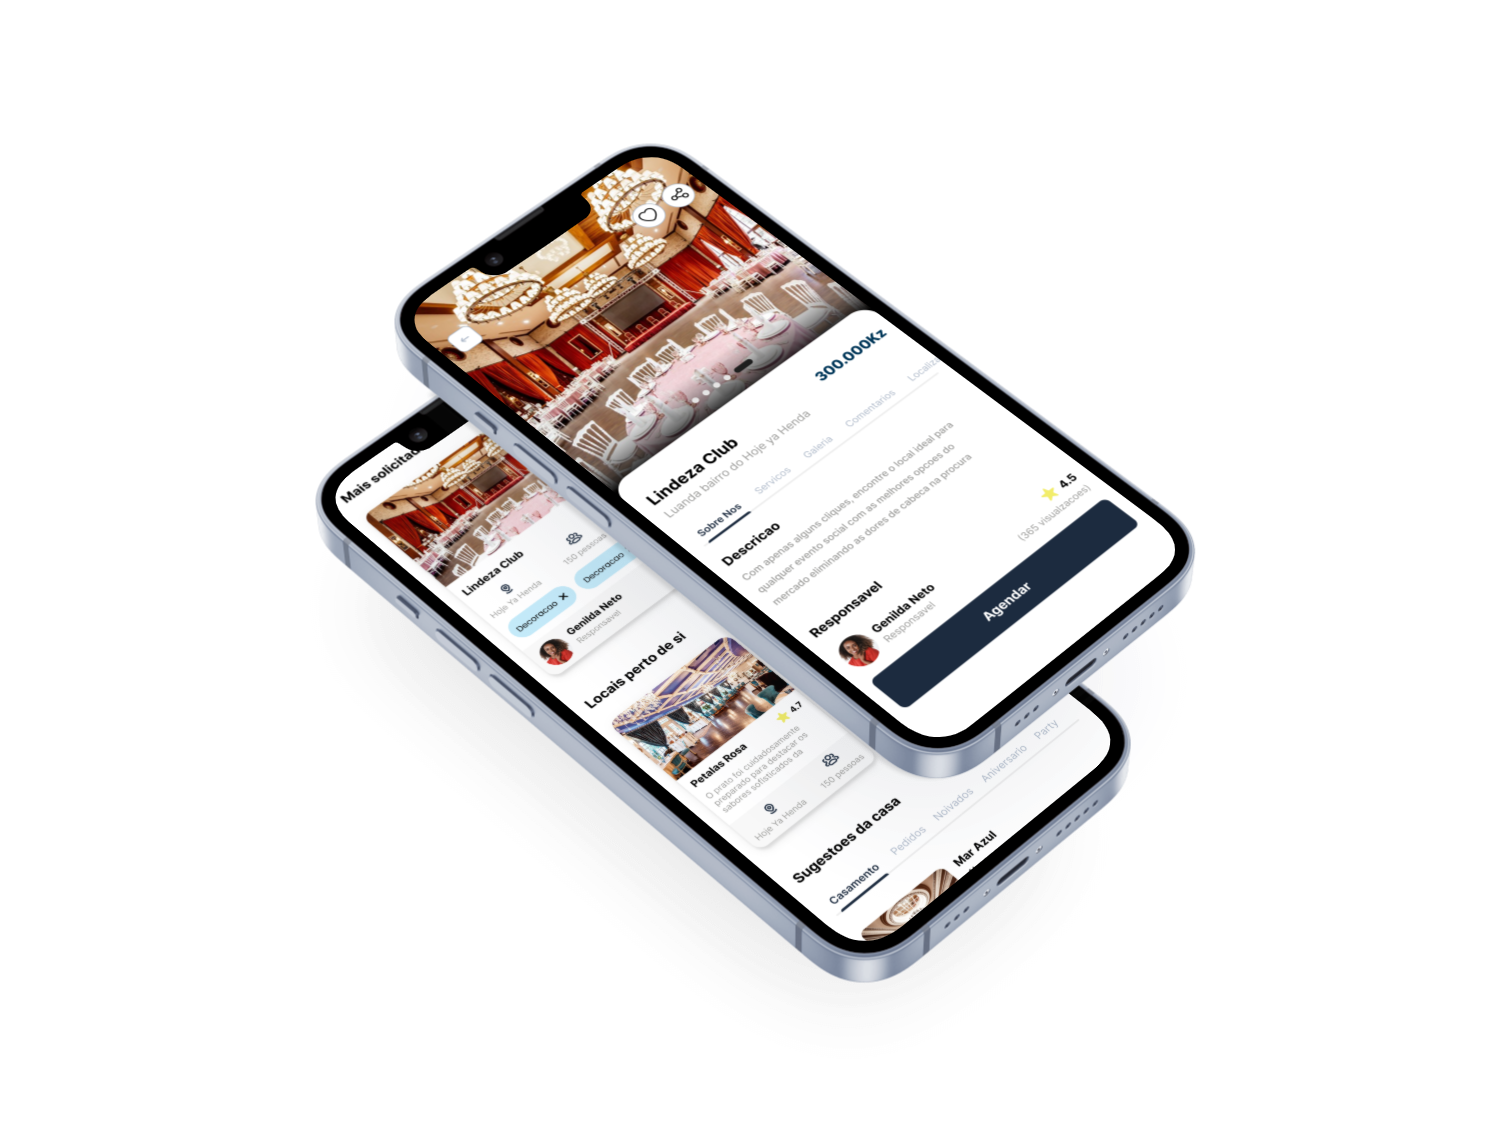 300.000Kz
Lindeza Club
Luanda bairro do Hoje ya Henda
Sobre Nos
Servicos
Galeria
Comentarios
Descricao
Com apenas alguns cliques, encontre o local ideal para
qualquer evento social com as melhores opcoes do
mercado eliminando as dores de cabeca na procura
4.5
(365 visualizacoes)
Responsavel
Genilda Neto
Responsavel
Agendar
Mais
Lindeza Club
Hoje Ya Henda
150 pessoas
Decoracao ✕
Decoracao
Genilda Neto
Responsavel
Locais perto de si
4.7
Petalas Rosa
O prato foi cuidadosamente
preparado para destacar os
sabores sofisticados da
Hoje Ya Henda
150 pessoas
Sugestoes da casa
Casamento
Pedidos
Noivados
Aniversario
Party
Mar Azul